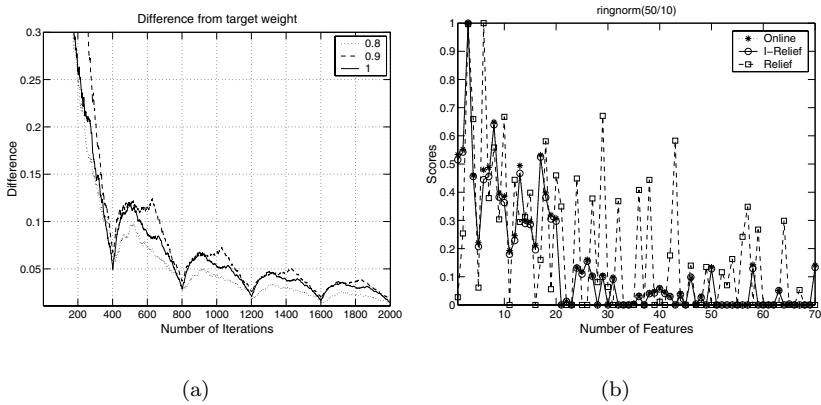 Difference from target weight
0.3
0.25
0.2
0.15
0.1
0.05
Difference
0.8
0.9
1
200 400 600 800 1000 1200 1400 1600 1800 2000
Number of Iterations
(a)
ringnorm(50/10)
1
0.9
0.8
0.7
0.6
0.5
0.4
0.3
0.2
0.1
0
Scores
Online
I-Relief
Relief
10 20 30 40 50 60 70
Number of Features
(b)